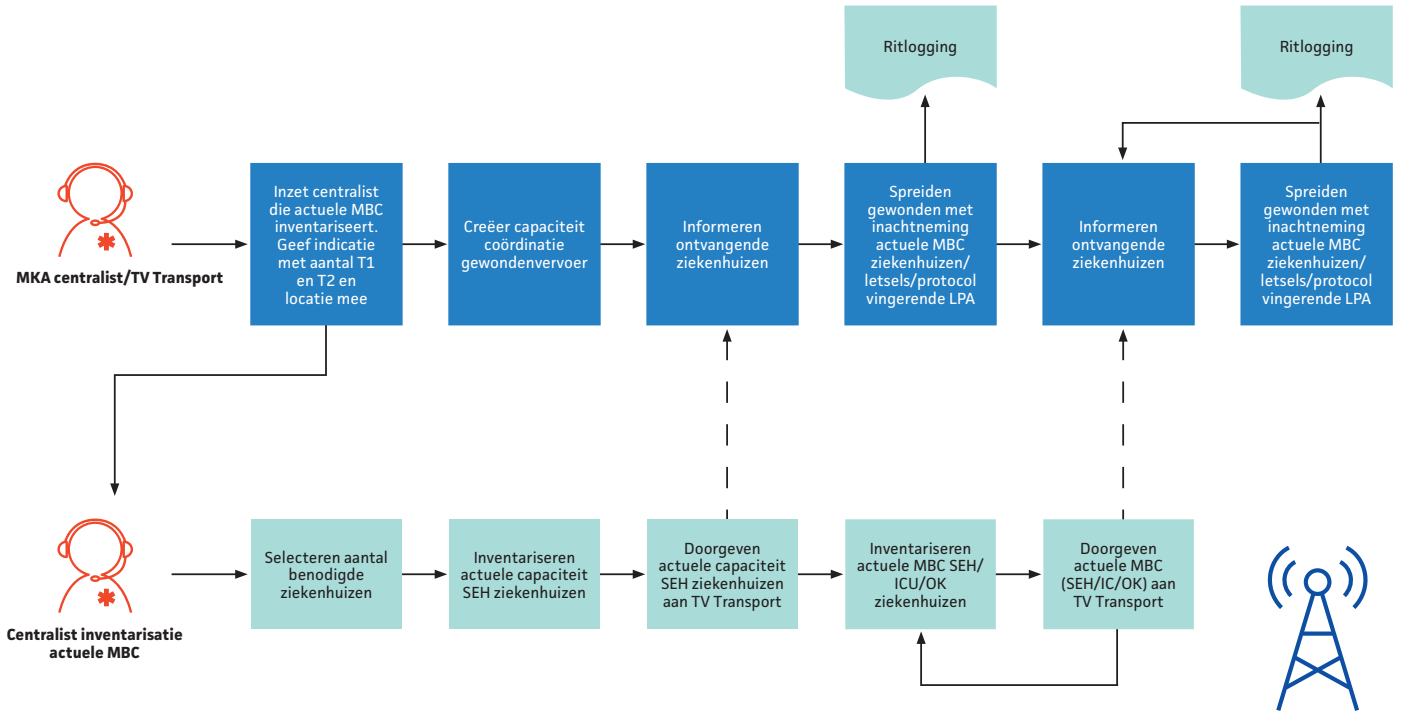 Ritlogging
Ritlogging
MKA centralist/TV Transport
Inzet centralist
die actuele MBC
inventariseert.
Geef indicatie
met aantal T1
en T2 en
locatie mee
Creëer capaciteit
coördinatie
gewondenvervoer
Informeren
ontvangende
ziekenhuizen
Spreiden
gewonden met
inachtneming
actuele MBC
ziekenhuizen/
letsels/protocol
vingerende LPA
Informeren
ontvangende
ziekenhuizen
Spreiden
gewonden met
inachtneming
actuele MBC
ziekenhuizen/
letsels/protocol
vingerende LPA
Centralist inventarisatie
actuele MBC
Selecteren aantal
benodigde
ziekenhuizen
Inventariseren
actuele capaciteit
SEH ziekenhuizen
Doorgeven
actuele capaciteit
SEH ziekenhuizen
aan TV Transport
Inventariseren
actuele MBC SEH/
ICU/OK
ziekenhuizen
Doorgeven
actuele MBC
(SEH/IC/OK) aan
TV Transport